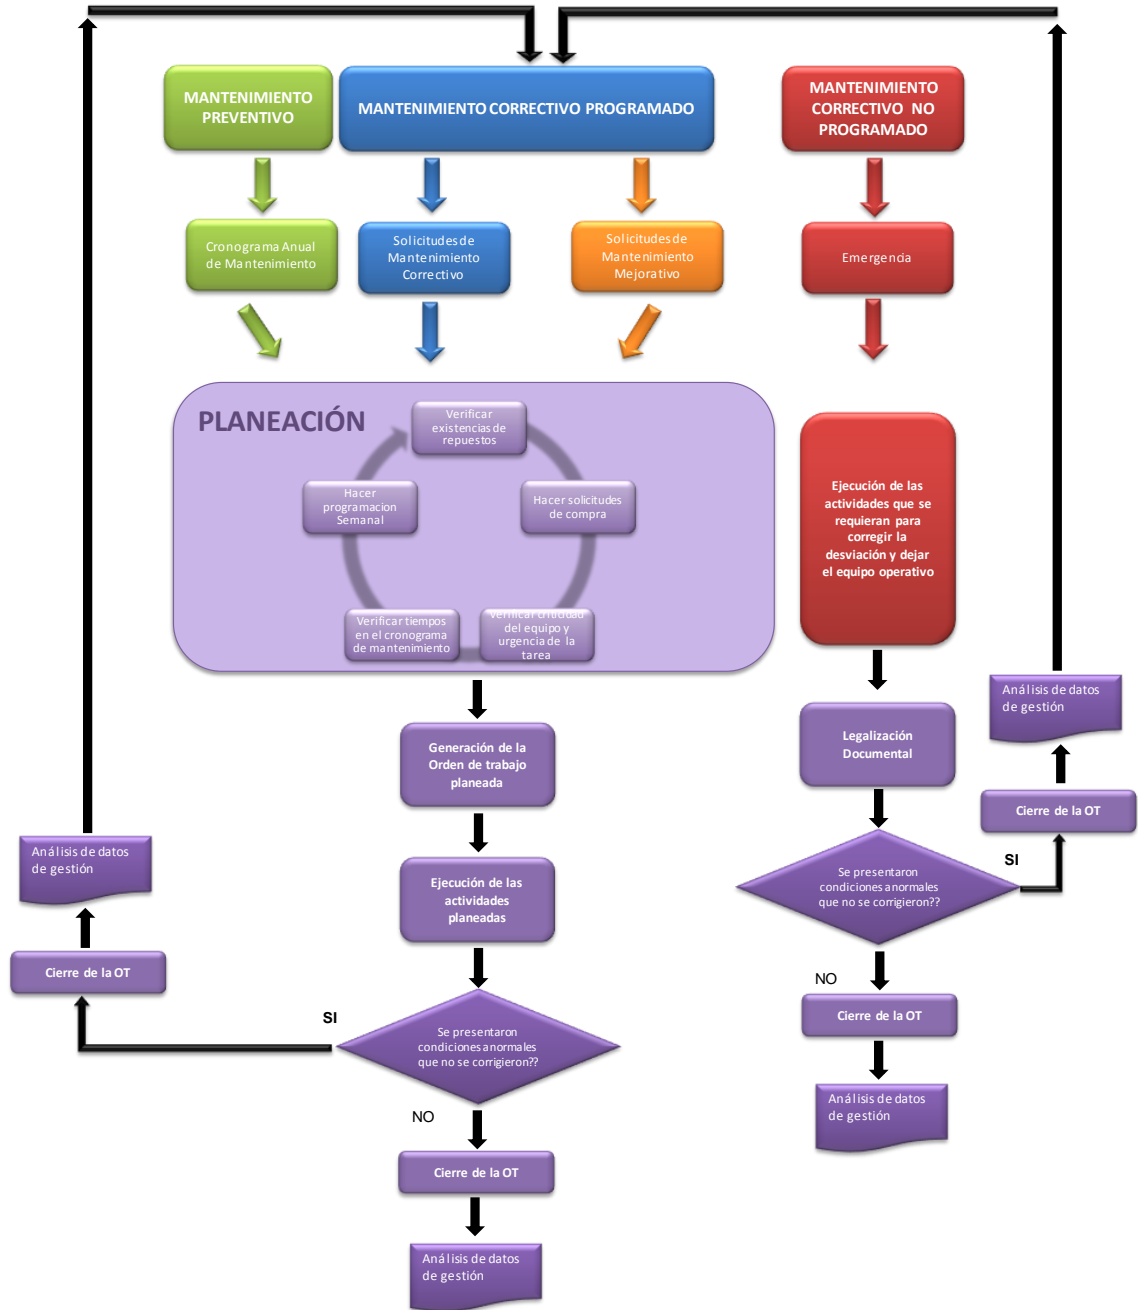 MANTENIMIENTO
PREVENTIVO
MANTENIMIENTO CORRECTIVO PROGRAMADO
MANTENIMIENTO
CORRECTIVO NO
PROGRAMADO
Cronograma Anual
de Mantenimiento
Solicitudes de
Mantenimiento
Correctivo
Solicitudes de
Mantenimiento
Mejorativo
Emergencia
PLANEACIÓN
Verificar
existencias de
repuestos
Hacer
programacion
Semanal
Hacer solicitudes
de compra
Verificar tiempos
en el cronograma
de mantenimiento
Verificar criticidad
del equipo y
urgencia de la
tarea
Ejecución de las
actividades que se
requieran para
corregir la
desviación y dejar
el equipo operativo
Generación de la
Orden de trabajo
planeada
Legalización
Documental
Análisis de datos
de gestión
Cierre de la OT
SI
Se presentaron
condiciones anormales
que no se corrigieron??
NO
Cierre de la OT
Análisis de datos
de gestión
Análisis de datos
de gestión
Cierre de la OT
Ejecución de las
actividades
planeadas
SI
Se presentaron
condiciones anormales
que no se corrigieron??
NO
Cierre de la OT
Análisis de datos
de gestión